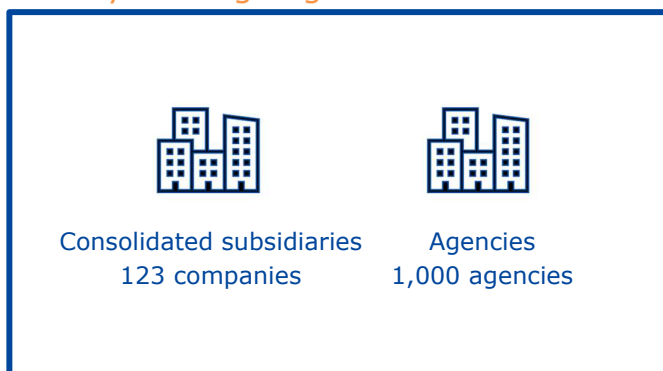 Consolidated subsidiaries
123 companies
Agencies
1,000 agencies